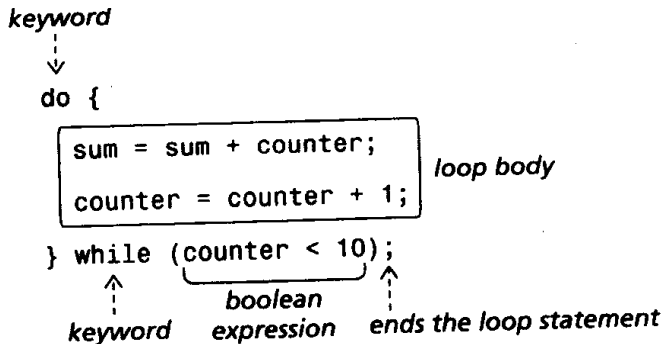 keyword
do {
sum = sum + counter;
counter = counter + 1;
loop body
} while (counter < 10);
boolean
keyword expression ends the loop statement